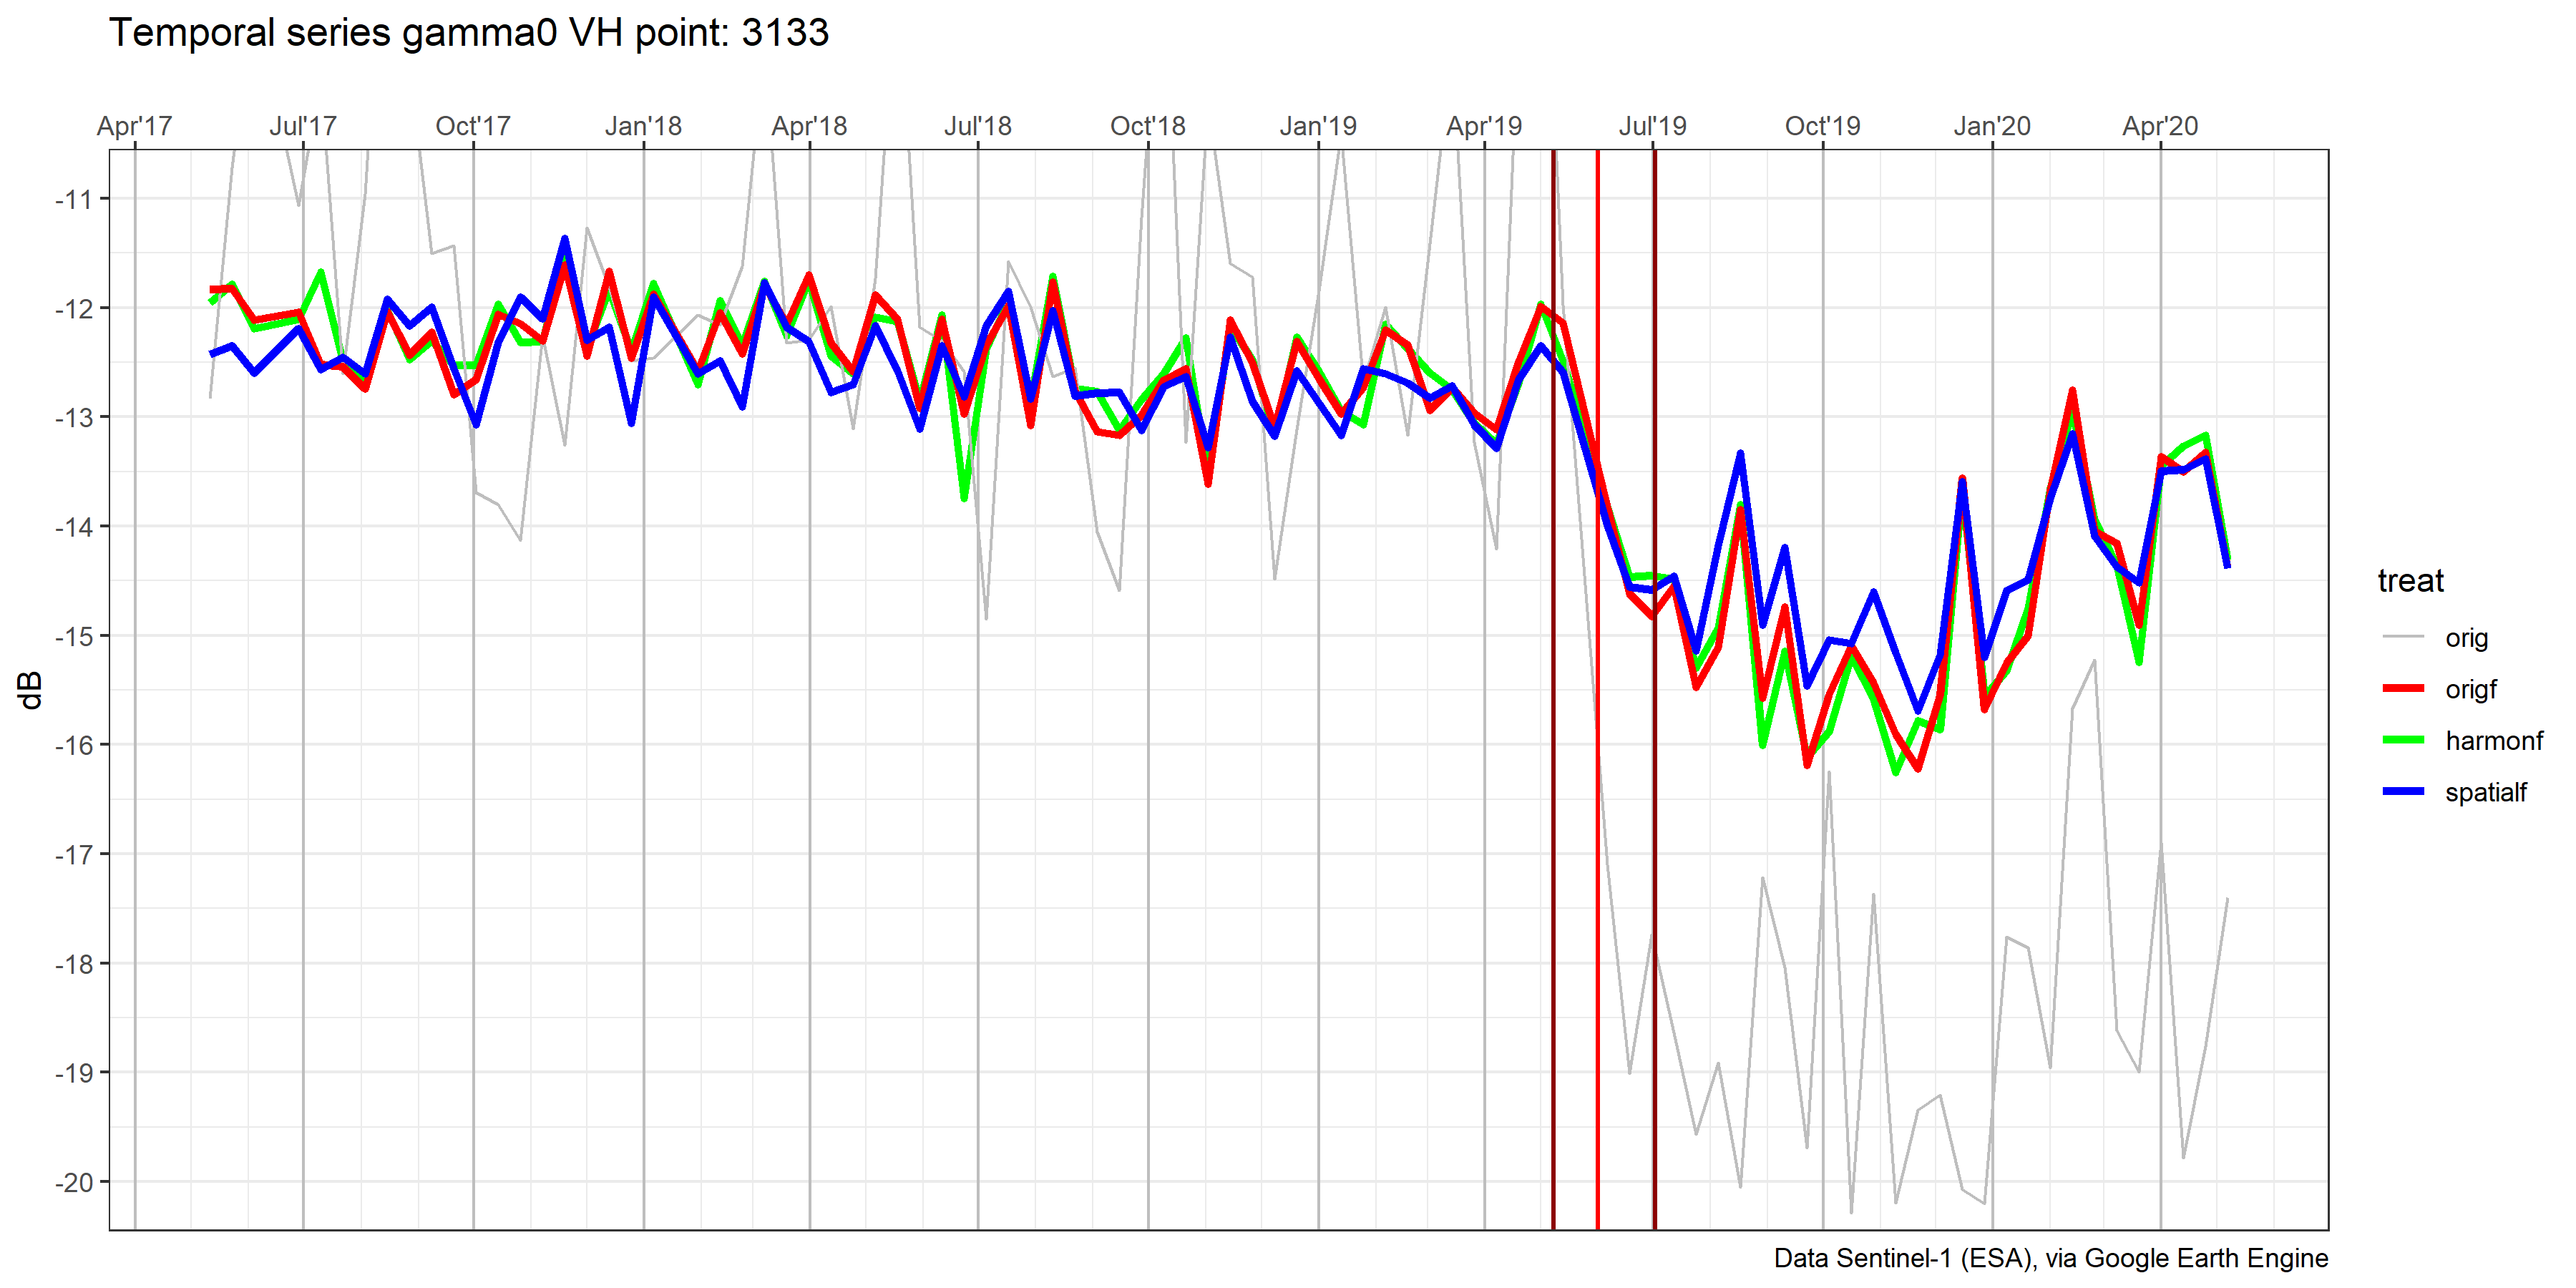 Temporal series gamma0 VH point: 3133
Apr'17 Jul'17 Oct'17 Jan'18 Apr'18 Jul'18 Oct'18 Jan'19 Apr'19 Jul'19 Oct'19 Jan'20 Apr'20
-11
-12
-13
-14
-15
-16
-17
-18
-19
-20
dB
treat
orig
origf
harmonf
spatialf
Data Sentinel-1 (ESA), via Google Earth Engine